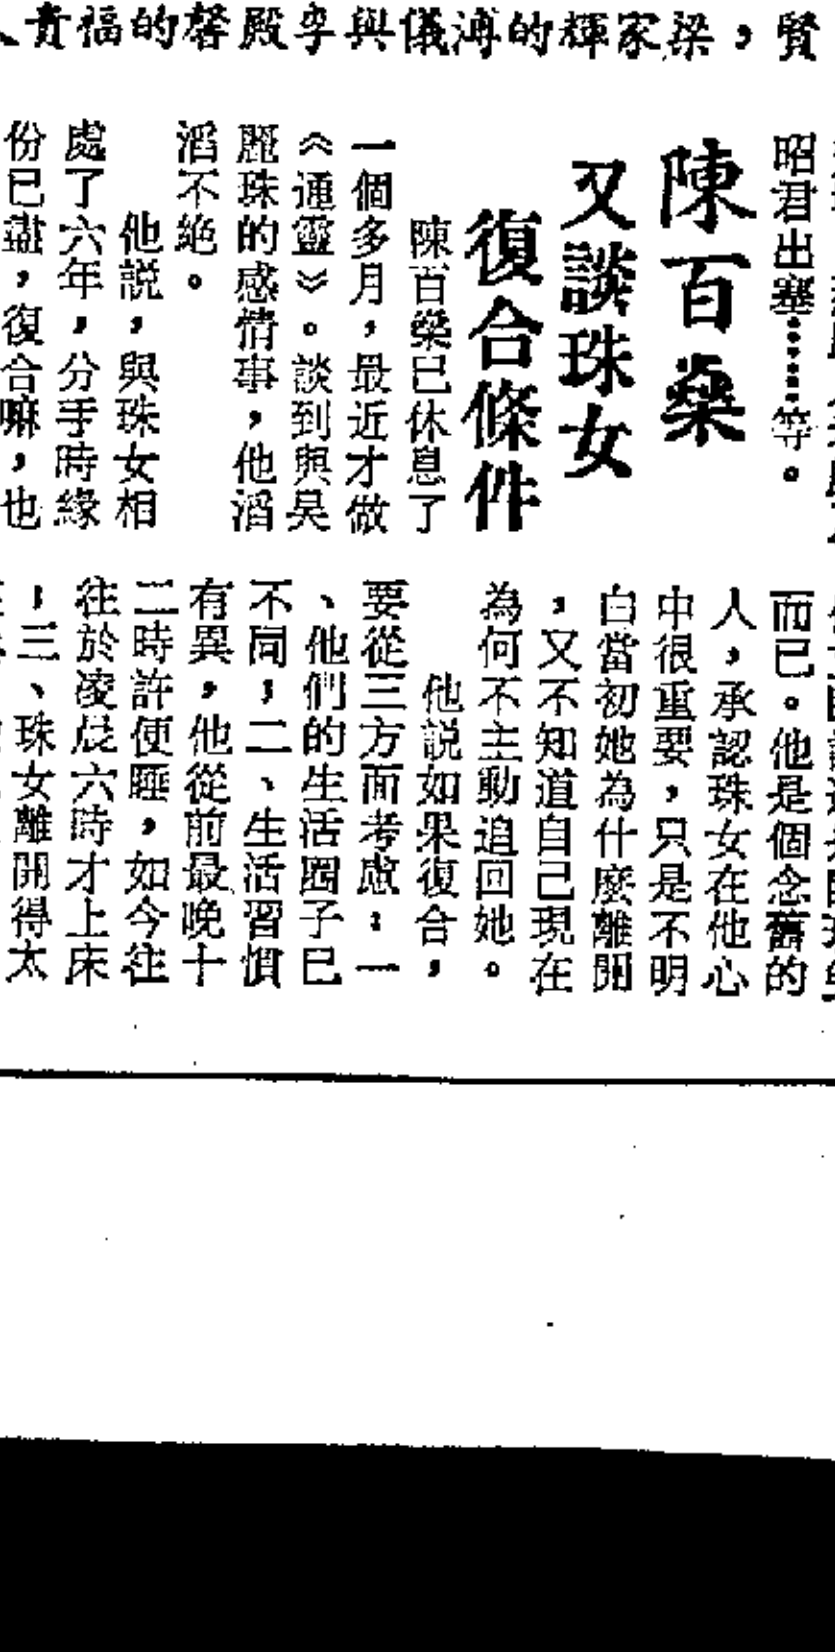 賢，梁家輝的溥儀與李殿馨的福貴人
昭君出塞……等。
陳百燊
又談珠女
復合條件
陳百燊已休息了
一個多月，最近才做
《通靈》。談到與吳
麗珠的感情事，他滔
滔不絕。
他説，與珠女相
處了六年，分手時緣
份已盡，復合嘛，也
而已。他是個念舊的
人，承認珠女在他心
中很重要，只是不明
白當初她為什麼離開
，又不知道自己現在
為何不主動追回她。
他説如果復合，
要從三方面考慮：一
、他們的生活圈子已
不同；二、生活習慣
有異，他從前最晚十
二時許便睡，如今往
往於凌晨六時才上床
；三、珠女離開得太